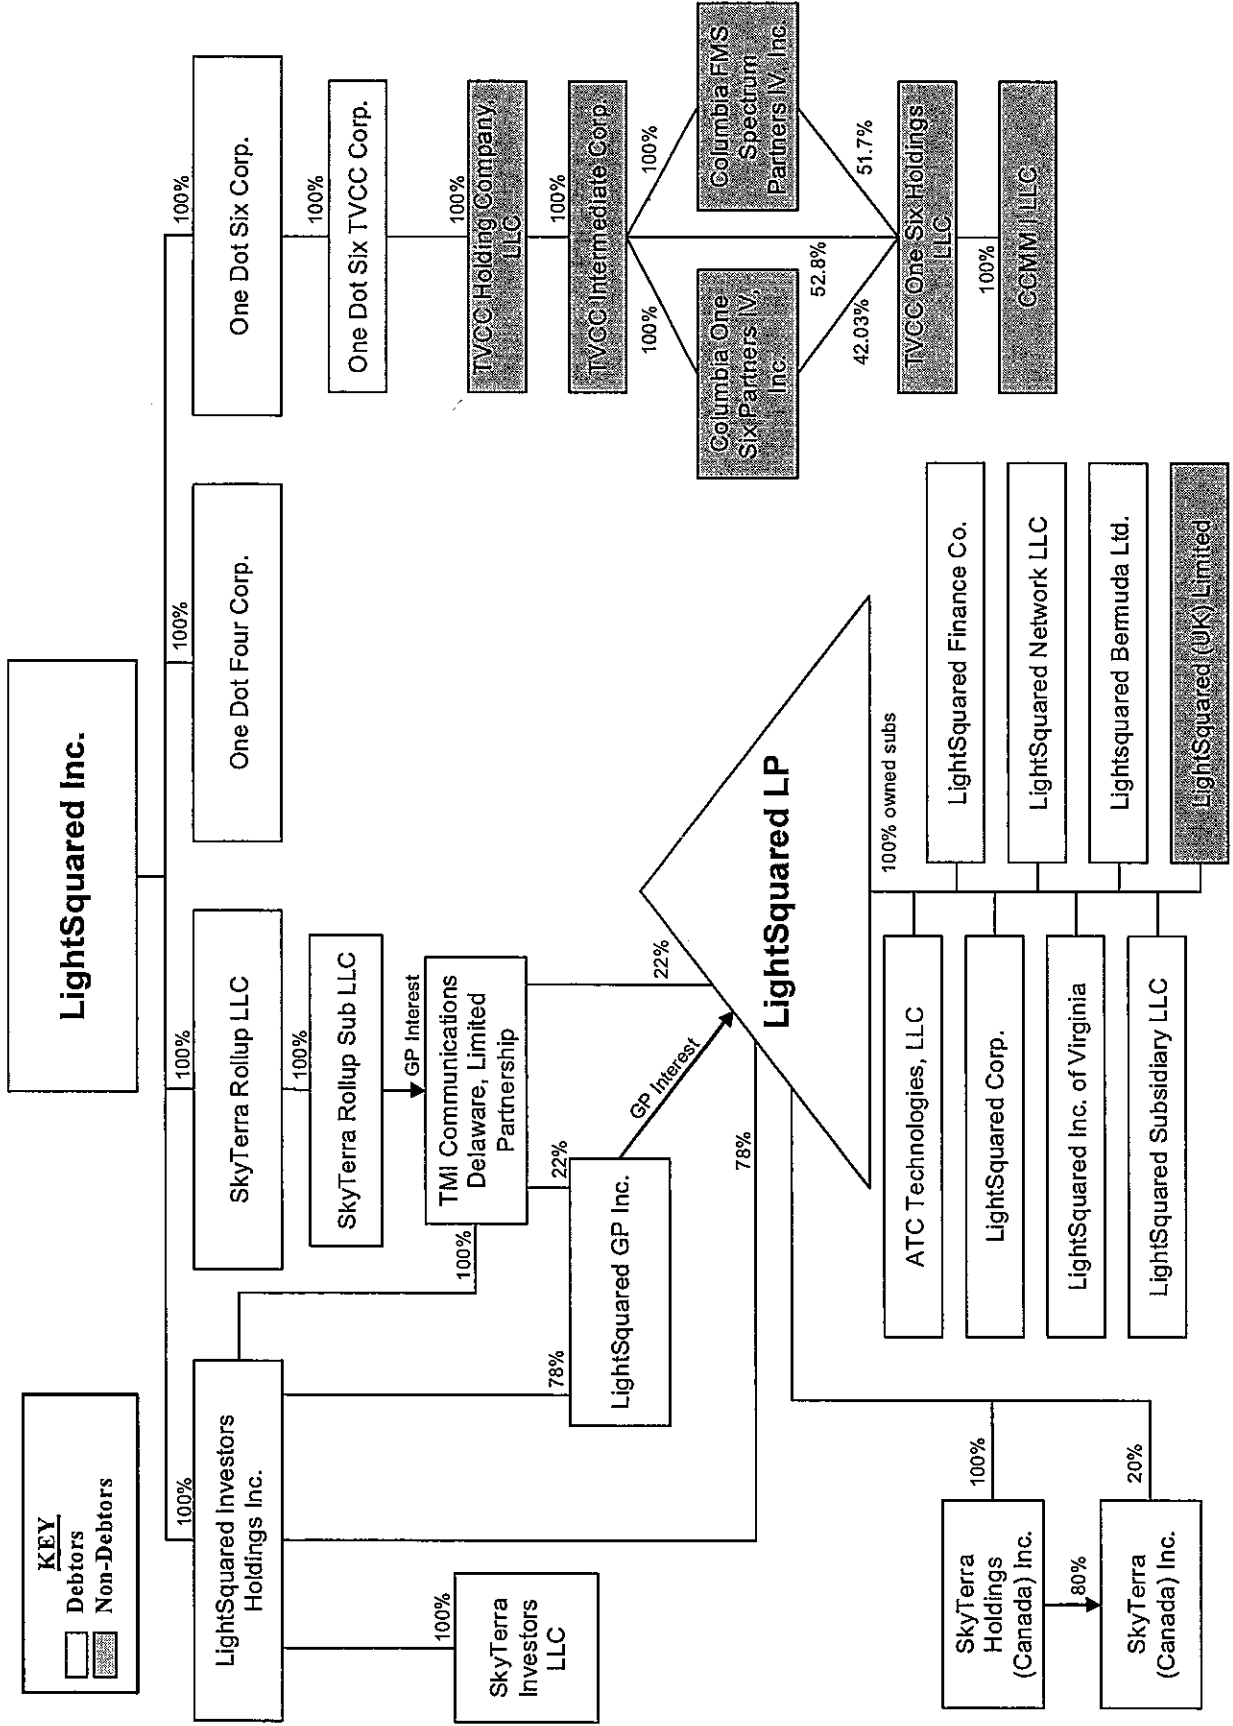 KEY
Debtors
Non-Debtors
LightSquared Inc.
100%
100%
100%
100%
LightSquared Investors
Holdings Inc.
SkyTerra Rollup LLC
One Dot Four Corp.
One Dot Six Corp.
100%
100%
SkyTerra Rollup Sub LLC
One Dot Six TVCC Corp.
GP Interest
100%
100%
100%
SkyTerra
Investors
LLC
TMI Communications
Delaware, Limited
Partnership
TVCC Holding Company,
LLC
100%
78%
22%
22%
TVCC Intermediate Corp.
LightSquared GP Inc.
GP Interest
100%
100%
Columbia One
Six Partners IV,
Inc.
Columbia FMS
Spectrum
Partners IV, Inc.
78%
LightSquared LP
52.8%
42.03%
51.7%
100% owned subs
TVCC One Six Holdings
LLC
100%
CCMM I LLC
100%
SkyTerra
Holdings
(Canada) Inc.
80%
20%
SkyTerra
(Canada) Inc.
ATC Technologies, LLC
LightSquared Finance Co.
LightSquared Corp.
LightSquared Network LLC
LightSquared Inc. of Virginia
Lightsquared Bermuda Ltd.
LightSquared Subsidiary LLC
LightSquared (UK) Limited